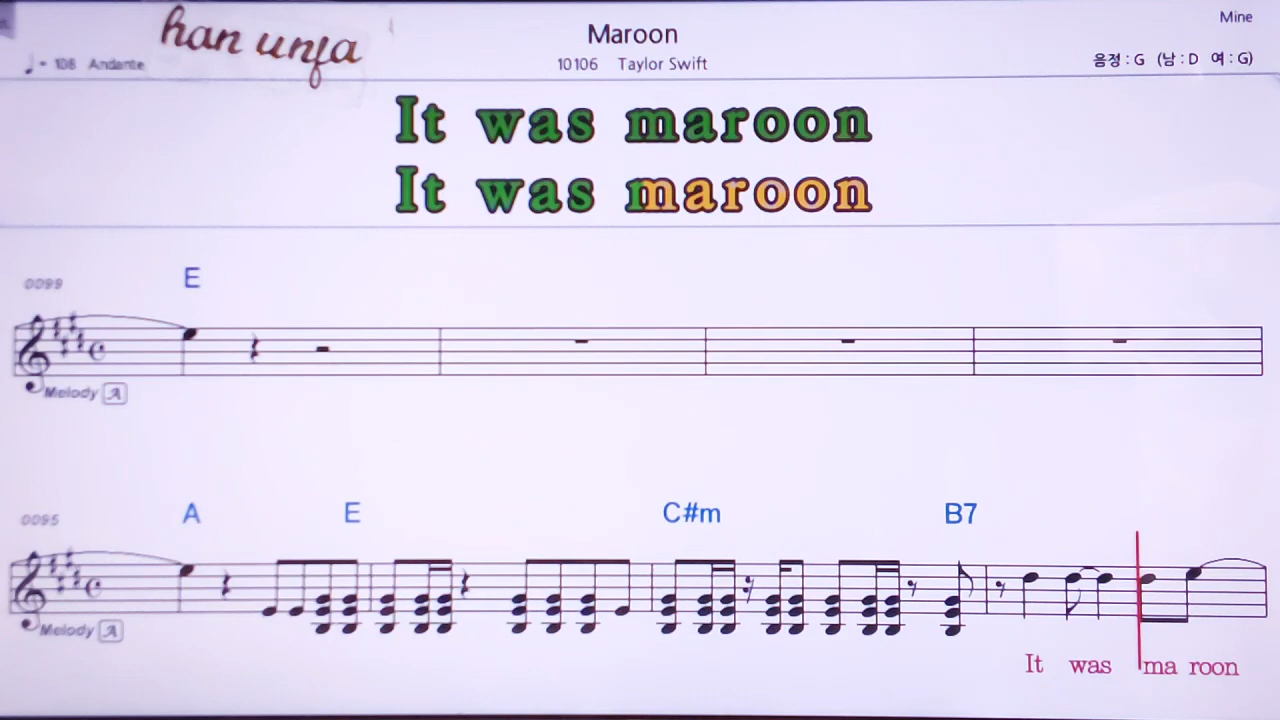 han unja
Maroon
Mine
♩ = 108 Andante
10106 Taylor Swift
음정 : G (남 : D 여 : G)
It was maroon
It was maroon
0099
E
Melody A
0095
A E C#m B7
Melody A
It was ma roon